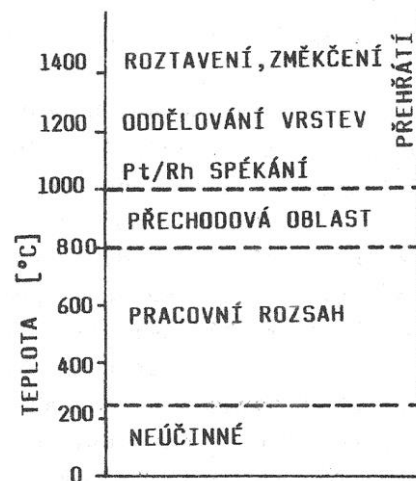 1400 ROZTAVENÍ,ZMĚKČENÍ
PŘEHŘÁTÍ
1200 ODDĚLOVÁNÍ VRSTEV
Pt/Rh SPÉKÁNÍ
1000
PŘECHODOVÁ OBLAST
800
TEPLOTA [°C]
600 PRACOVNÍ ROZSAH
400
200
NEÚČINNÉ
0